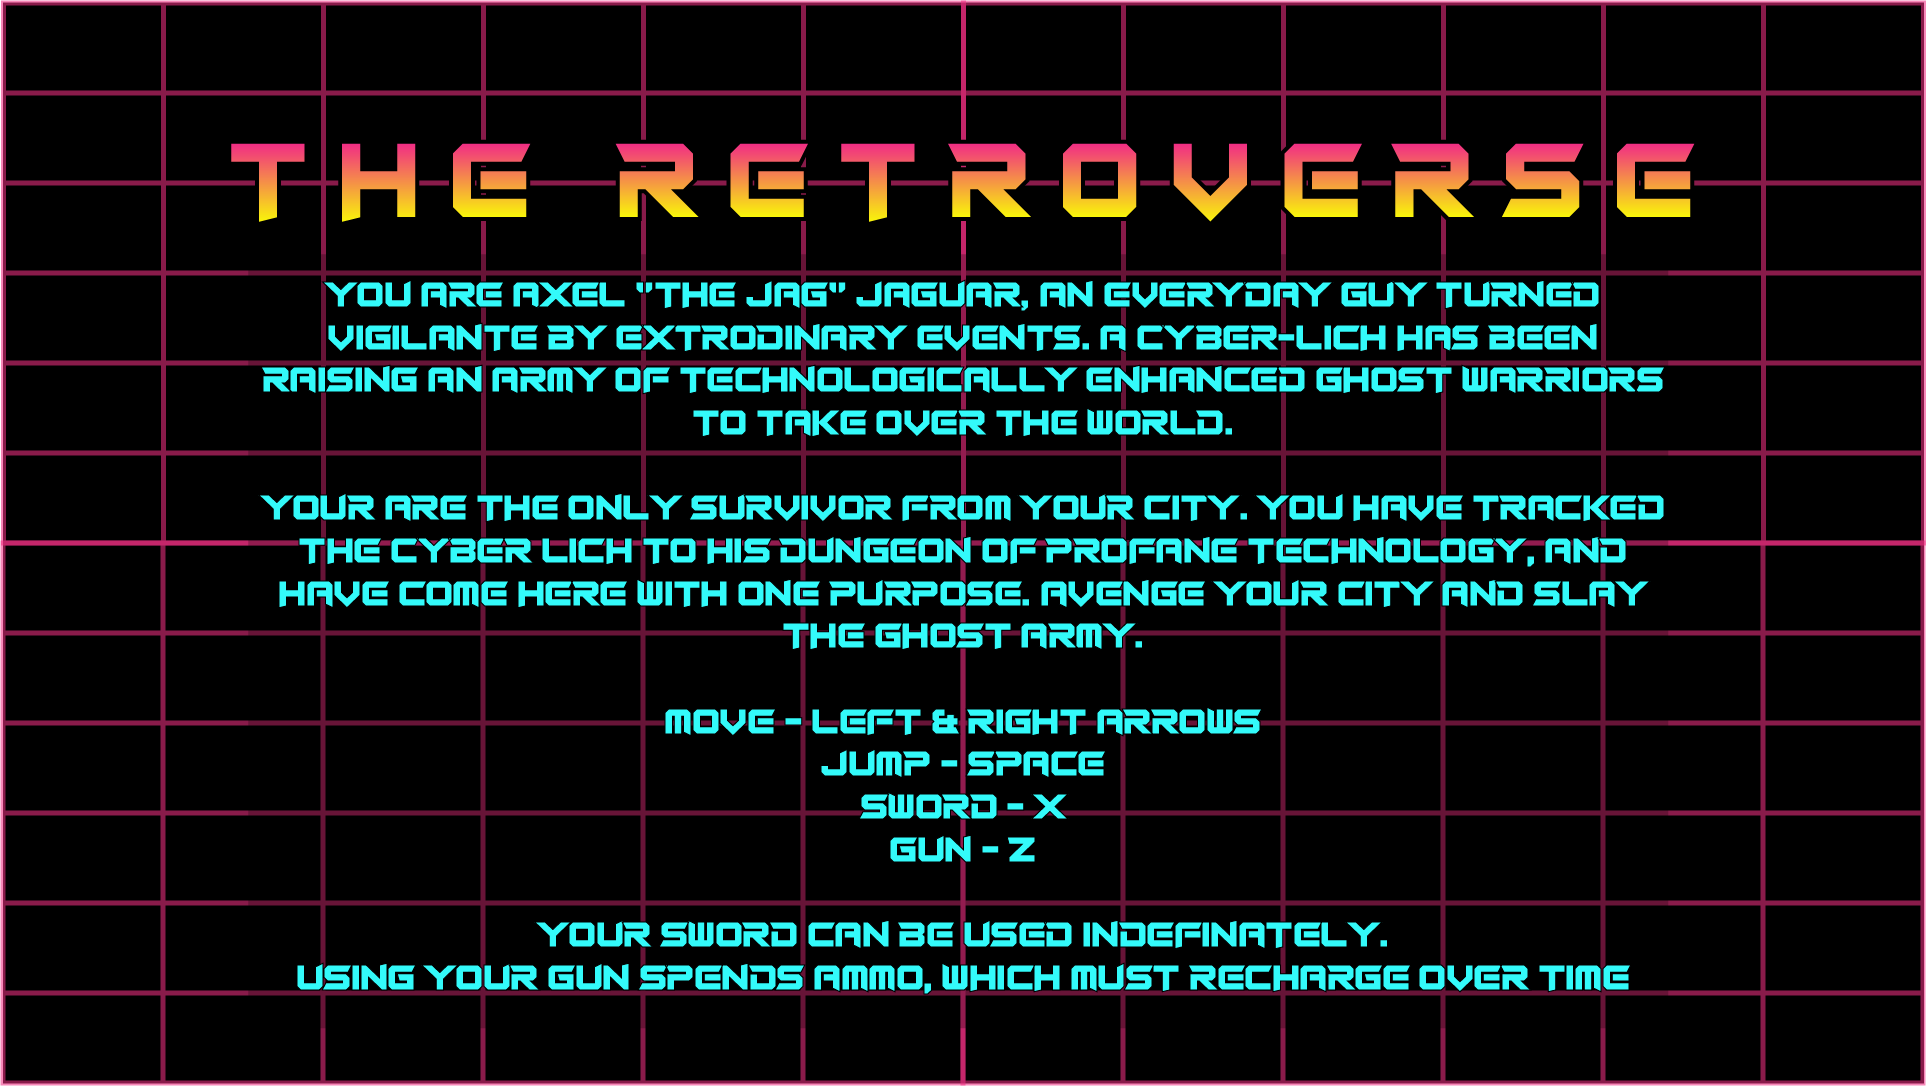 THE RETROVERSE
YOU ARE AXEL "THE JAG" JAGUAR, AN EVERYDAY GUY TURNED
VIGILANTE BY EXTRODINARY EVENTS. A CYBER-LICH HAS BEEN
RAISING AN ARMY OF TECHNOLOGICALLY ENHANCED GHOST WARRIORS
TO TAKE OVER THE WORLD.
YOUR ARE THE ONLY SURVIVOR FROM YOUR CITY. YOU HAVE TRACKED
THE CYBER LICH TO HIS DUNGEON OF PROFANE TECHNOLOGY, AND
HAVE COME HERE WITH ONE PURPOSE. AVENGE YOUR CITY AND SLAY
THE GHOST ARMY.
MOVE - LEFT & RIGHT ARROWS
JUMP - SPACE
SWORD - X
GUN - Z
YOUR SWORD CAN BE USED INDEFINATELY.
USING YOUR GUN SPENDS AMMO, WHICH MUST RECHARGE OVER TIME